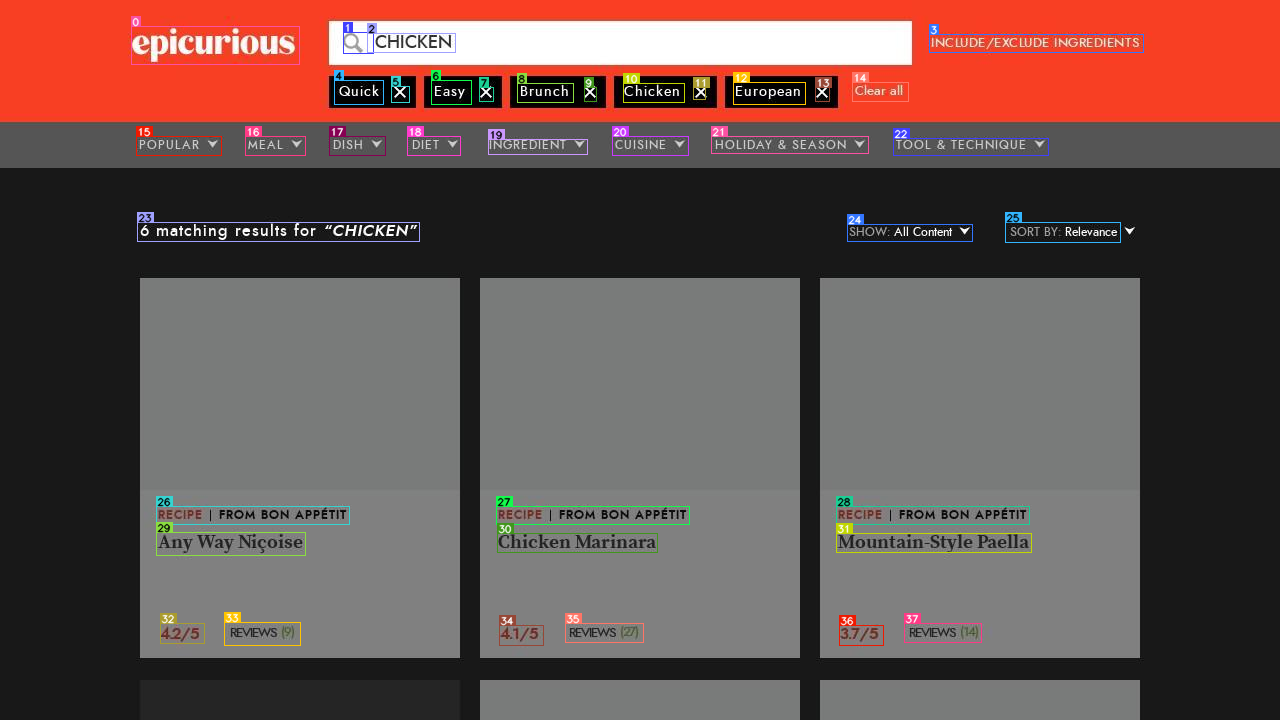 0
epicurious
1
2
CHICKEN
3
INCLUDE/EXCLUDE INGREDIENTS
4
Quick
5
6
Easy
7
8
Brunch
9
10
Chicken
11
12
European
13
14
Clear all
15
POPULAR
16
MEAL
17
DISH
18
DIET
19
INGREDIENT
20
CUISINE
21
HOLIDAY & SEASON
22
TOOL & TECHNIQUE
23
6 matching results for “CHICKEN”
24
SHOW: All Content
25
SORT BY: Relevance
26
RECIPE | FROM BON APPÉTIT
27
RECIPE | FROM BON APPÉTIT
28
RECIPE | FROM BON APPÉTIT
29
Any Way Niçoise
30
Chicken Marinara
31
Mountain-Style Paella
32
4.2/5
33
REVIEWS (9)
34
4.1/5
35
REVIEWS (27)
36
3.7/5
37
REVIEWS (14)